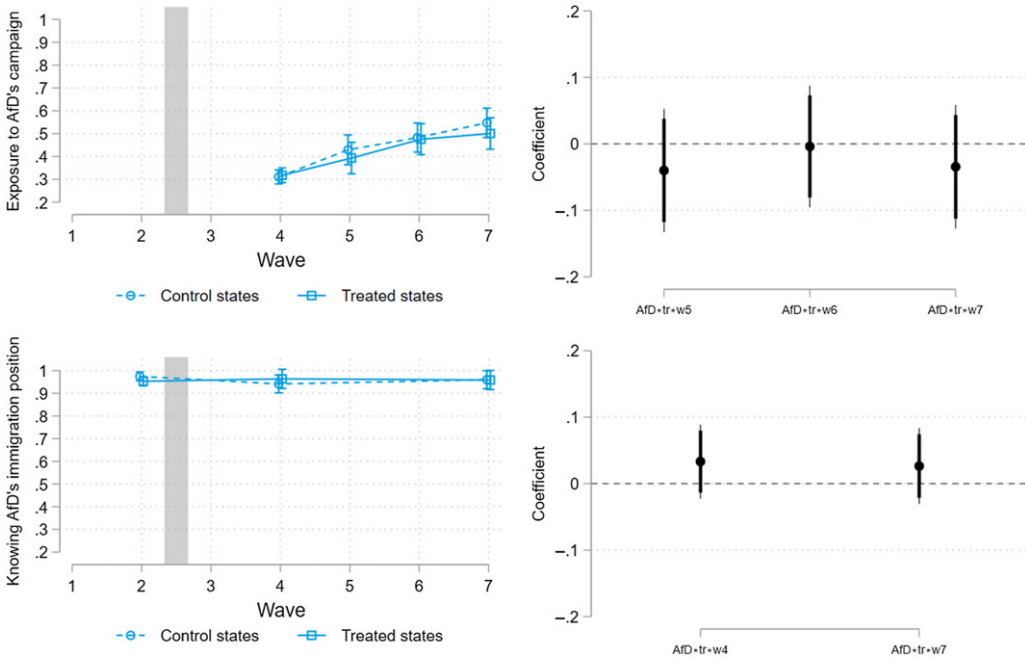 Exposure to AfD's campaign
1
.9
.8
.7
.6
.5
.4
.3
.2
1 2 3 4 5 6 7
Wave
Control states Treated states
Coefficient
.2
.1
0
−.1
−.2
AfD*tr*w5 AfD*tr*w6 AfD*tr*w7
Knowing AfD's immigration position
1
.9
.8
.7
.6
.5
.4
.3
.2
1 2 3 4 5 6 7
Wave
Control states Treated states
Coefficient
.2
.1
0
−.1
−.2
AfD*tr*w4 AfD*tr*w7